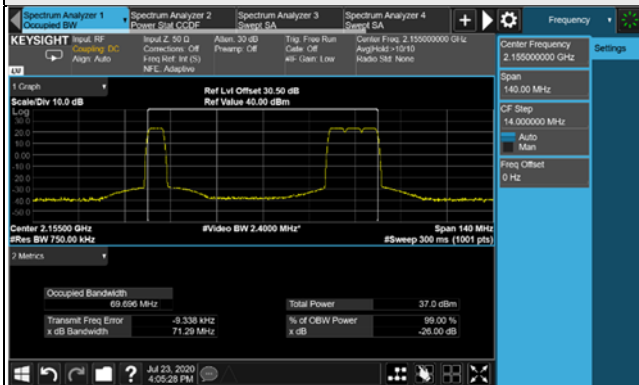 Spectrum Analyzer 1
Occupied BW
Spectrum Analyzer 2
Power Stat CCDF
Spectrum Analyzer 3
Swept SA
Spectrum Analyzer 4
Swept SA
Frequency
KEYSIGHT
Input: RF
Coupling: DC
Align: Auto
Input Z: 50 Ω
Corrections: Off
Freq Ref: Int (S)
NFE: Adaptive
Atten: 30 dB
Preamp: Off
Trig: Free Run
Gate: Off
#IF Gain: Low
Center Freq: 2.155000000 GHz
Avg|Hold:>10/10
Radio Std: None
LV
1 Graph
Scale/Div 10.0 dB
Ref Lvl Offset 30.50 dB
Ref Value 40.00 dBm
Log
30.0
20.0
10.0
0.00
-10.0
-20.0
-30.0
-40.0
-50.0
Center 2.15500 GHz
#Res BW 750.00 kHz
#Video BW 2.4000 MHz*
Span 140 MHz
#Sweep 300 ms (1001 pts)
2 Metrics
Occupied Bandwidth
69.696 MHz
Total Power 37.0 dBm
Transmit Freq Error -9.338 kHz
x dB Bandwidth 71.29 MHz
% of OBW Power 99.00 %
x dB -26.00 dB
Center Frequency
2.155000000 GHz
Settings
Span
140.00 MHz
CF Step
14.000000 MHz
Auto
Man
Freq Offset
0 Hz
?
Jul 23, 2020
4:05:28 PM